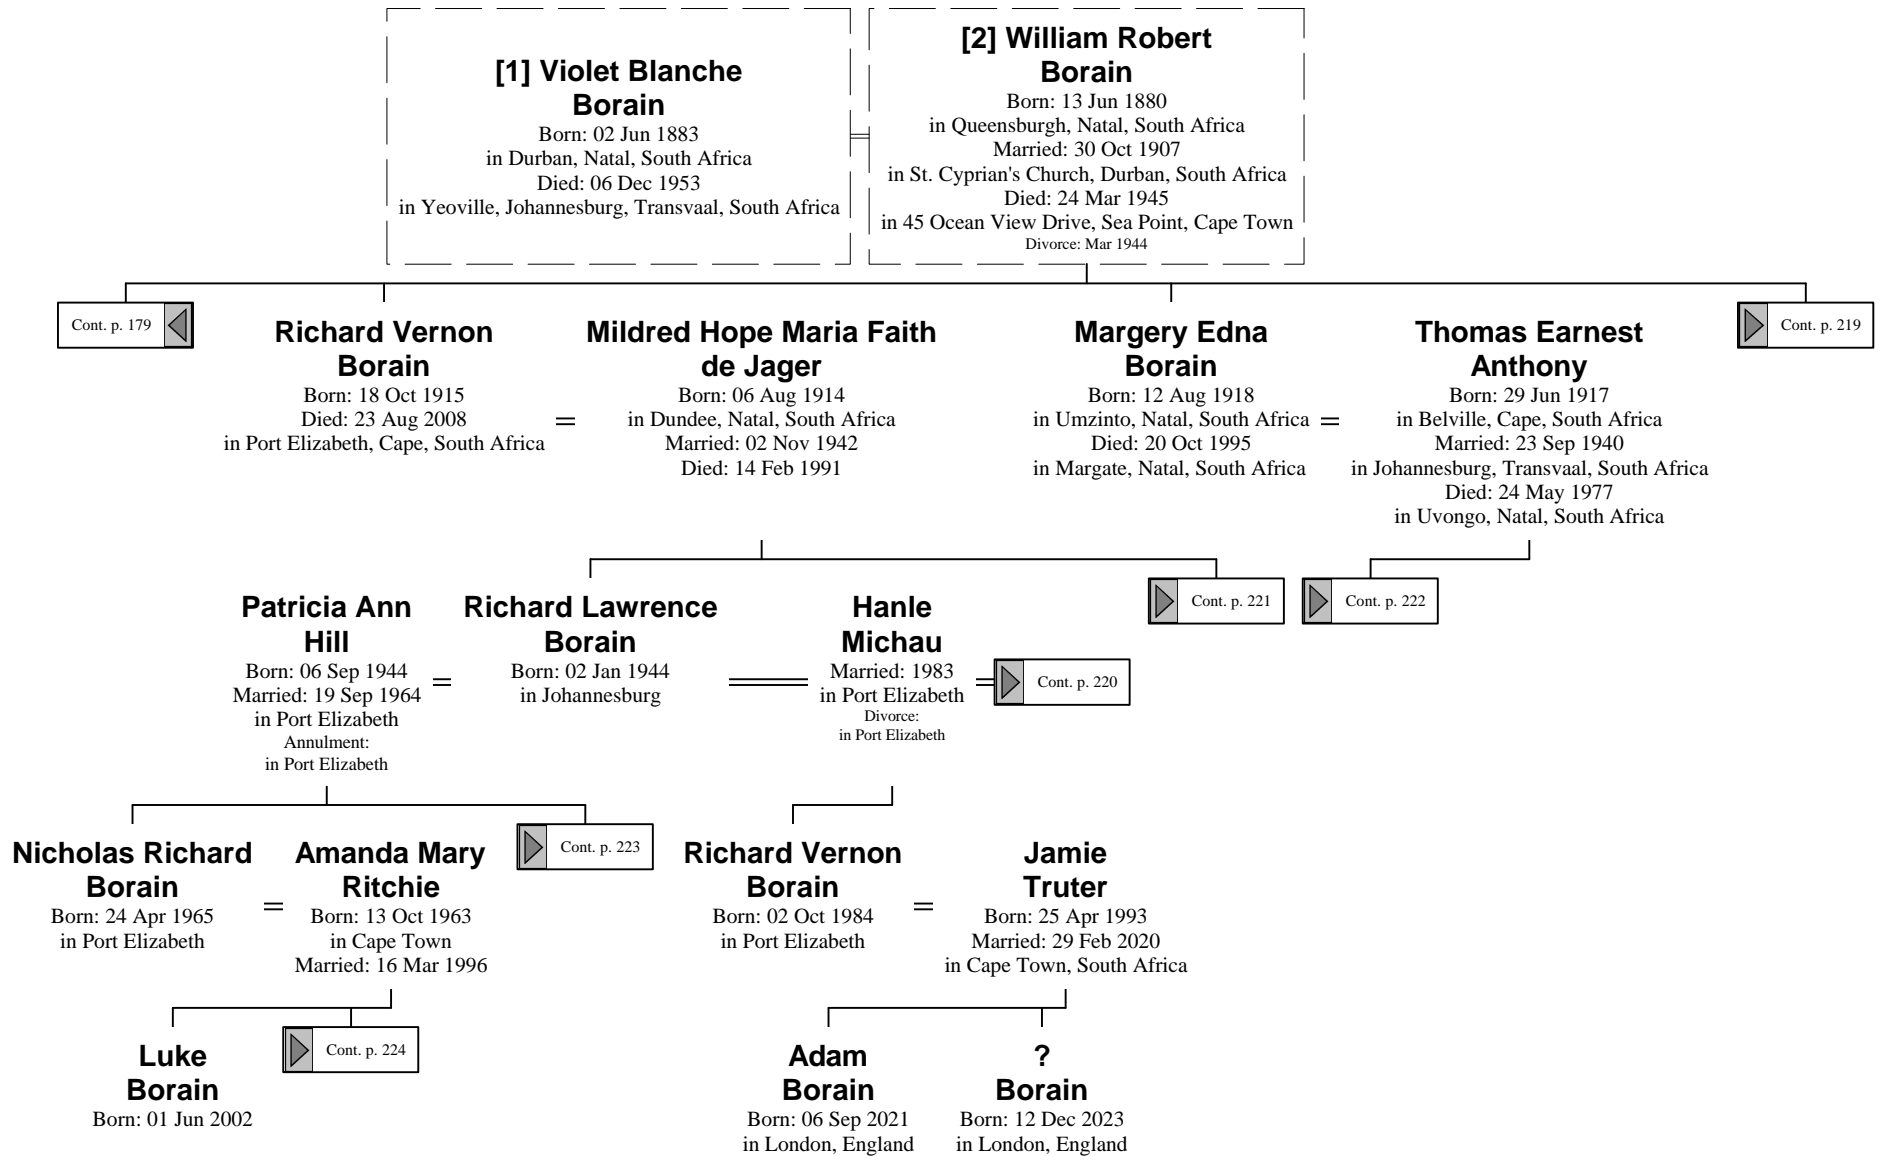 [1] Violet Blanche
Borain
Born: 02 Jun 1883
in Durban, Natal, South Africa
Died: 06 Dec 1953
in Yeoville, Johannesburg, Transvaal, South Africa
[2] William Robert
Borain
Born: 13 Jun 1880
in Queensburgh, Natal, South Africa
Married: 30 Oct 1907
in St. Cyprian's Church, Durban, South Africa
Died: 24 Mar 1945
in 45 Ocean View Drive, Sea Point, Cape Town
Divorce: Mar 1944
Cont. p. 179
Richard Vernon
Borain
Born: 18 Oct 1915
Died: 23 Aug 2008
in Port Elizabeth, Cape, South Africa
=
Mildred Hope Maria Faith
de Jager
Born: 06 Aug 1914
in Dundee, Natal, South Africa
Married: 02 Nov 1942
Died: 14 Feb 1991
Margery Edna
Borain
Born: 12 Aug 1918
in Umzinto, Natal, South Africa
Died: 20 Oct 1995
in Margate, Natal, South Africa
=
Thomas Earnest
Anthony
Born: 29 Jun 1917
in Belville, Cape, South Africa
Married: 23 Sep 1940
in Johannesburg, Transvaal, South Africa
Died: 24 May 1977
in Uvongo, Natal, South Africa
Cont. p. 219
Patricia Ann
Hill
Born: 06 Sep 1944
Married: 19 Sep 1964
in Port Elizabeth
Annulment:
in Port Elizabeth
=
Richard Lawrence
Borain
Born: 02 Jan 1944
in Johannesburg
Hanle
Michau
Married: 1983
in Port Elizabeth
Divorce:
in Port Elizabeth
=
Cont. p. 220
Cont. p. 221
Cont. p. 222
Nicholas Richard
Borain
Born: 24 Apr 1965
in Port Elizabeth
=
Amanda Mary
Ritchie
Born: 13 Oct 1963
in Cape Town
Married: 16 Mar 1996
Cont. p. 223
Richard Vernon
Borain
Born: 02 Oct 1984
in Port Elizabeth
=
Jamie
Truter
Born: 25 Apr 1993
Married: 29 Feb 2020
in Cape Town, South Africa
Luke
Borain
Born: 01 Jun 2002
Cont. p. 224
Adam
Borain
Born: 06 Sep 2021
in London, England
?
Borain
Born: 12 Dec 2023
in London, England